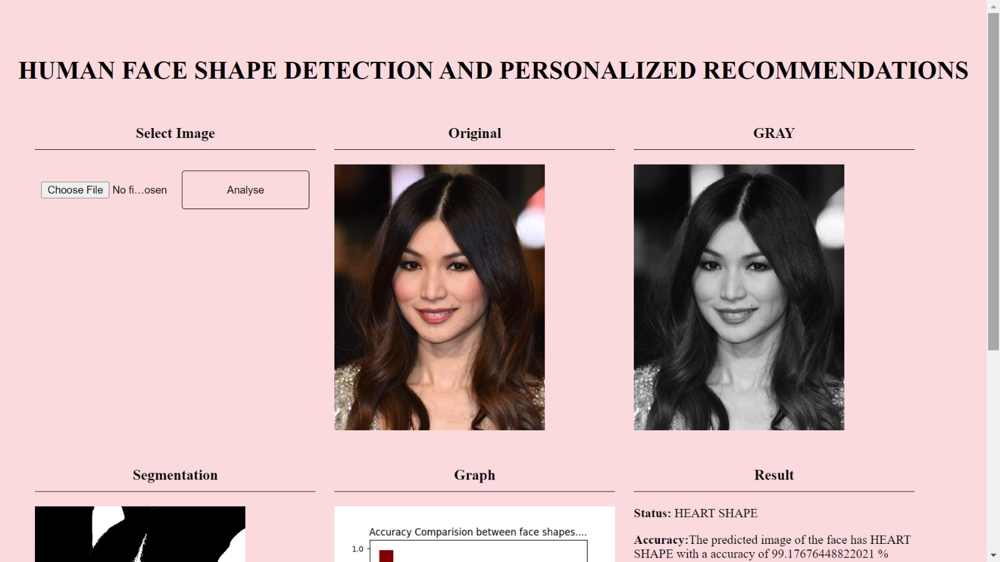 HUMAN FACE SHAPE DETECTION AND PERSONALIZED RECOMMENDATIONS
Select Image
Original
GRAY
Choose File No fi...osen
Analyse
Segmentation
Graph
Result
Accuracy Comparision between face shapes....
1.0
Status: HEART SHAPE
Accuracy:The predicted image of the face has HEART
SHAPE with a accuracy of 99.17676448822021 %